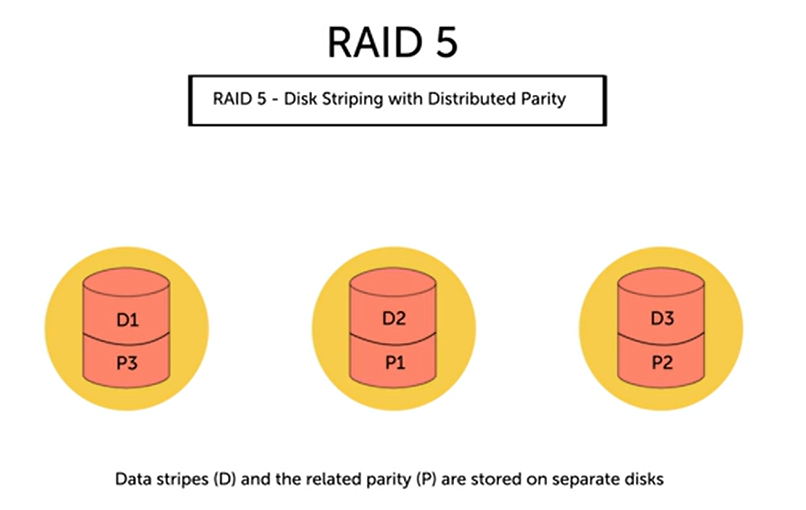 RAID 5
RAID 5 - Disk Striping with Distributed Parity
D1
P3
D2
P1
D3
P2
Data stripes (D) and the related parity (P) are stored on separate disks